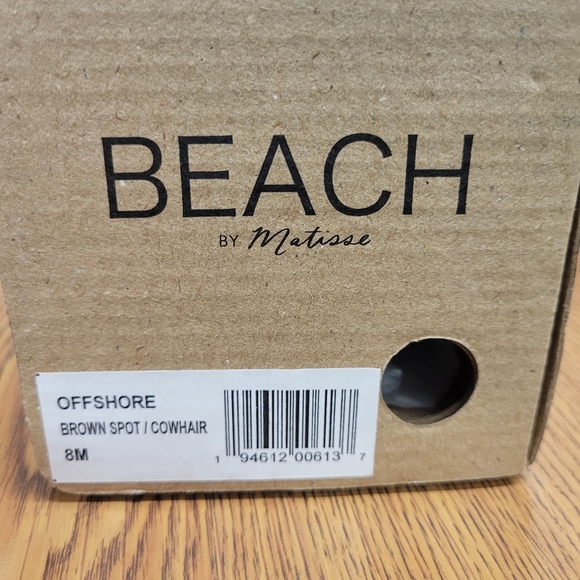 BEACH
BY Matisse
OFFSHORE
BROWN SPOT / COWHAIR
8M
1 94612 00613 7